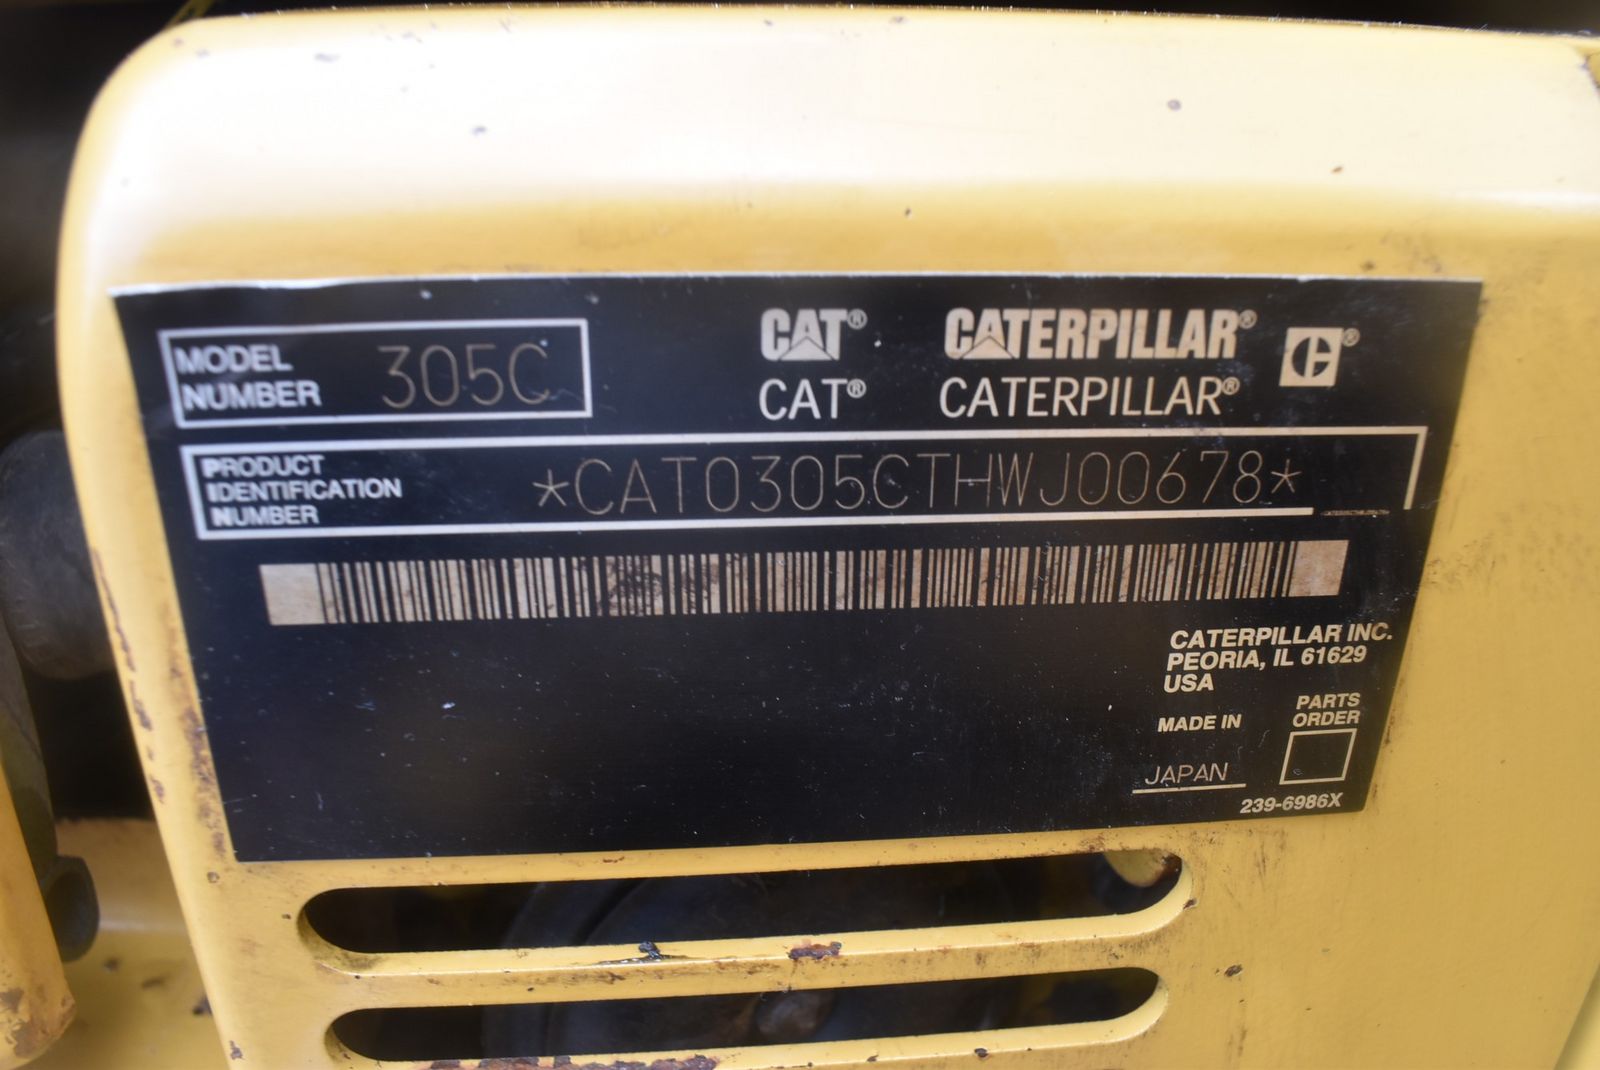 MODEL NUMBER 305C
CAT® CATERPILLAR® C®
CAT® CATERPILLAR®
PRODUCT IDENTIFICATION NUMBER *CAT0305CTHWJ00678*
CATERPILLAR INC.
PEORIA, IL 61629
USA
MADE IN
JAPAN
PARTS
ORDER
239-6986X